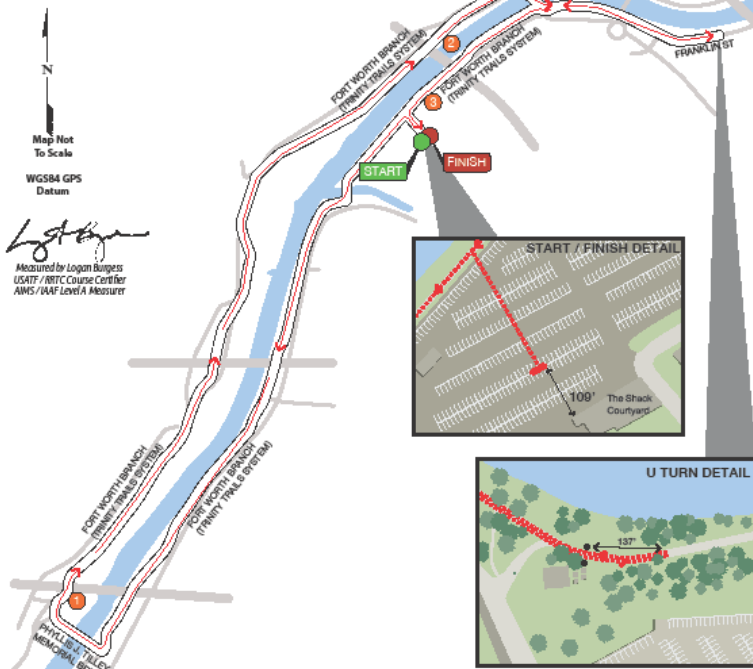 N
Map Not
To Scale
WGS84 GPS
Datum
Measured by Logan Burgess
USATF / RRTC Course Certifier
AIMS / IAAF Level A Measurer
FORT WORTH BRANCH
(TRINITY TRAILS SYSTEM)
2
FORT WORTH BRANCH
(TRINITY TRAILS SYSTEM)
3
FRANKLIN ST
START
FINISH
START / FINISH DETAIL
109'
The Shack
Courtyard
FORT WORTH BRANCH
(TRINITY TRAILS SYSTEM)
FORT WORTH BRANCH
(TRINITY TRAILS SYSTEM)
U TURN DETAIL
137'
1
PHYLLIS J. TILLEY
MEMORIAL